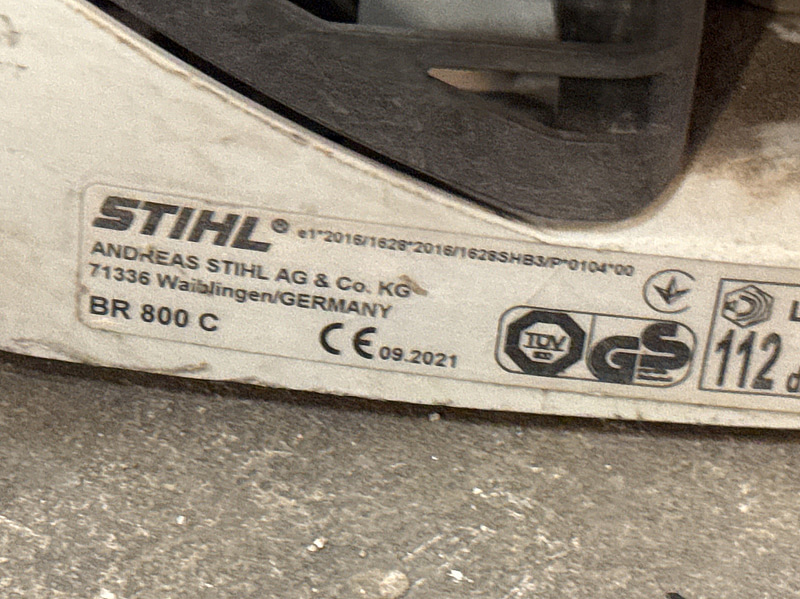 STIHL® e1*2016/1628*2016/1628SHB3/P*0104*00
ANDREAS STIHL AG & Co. KG
71336 Waiblingen/GERMANY
BR 800 C
CE 09.2021
TÜV GS
112